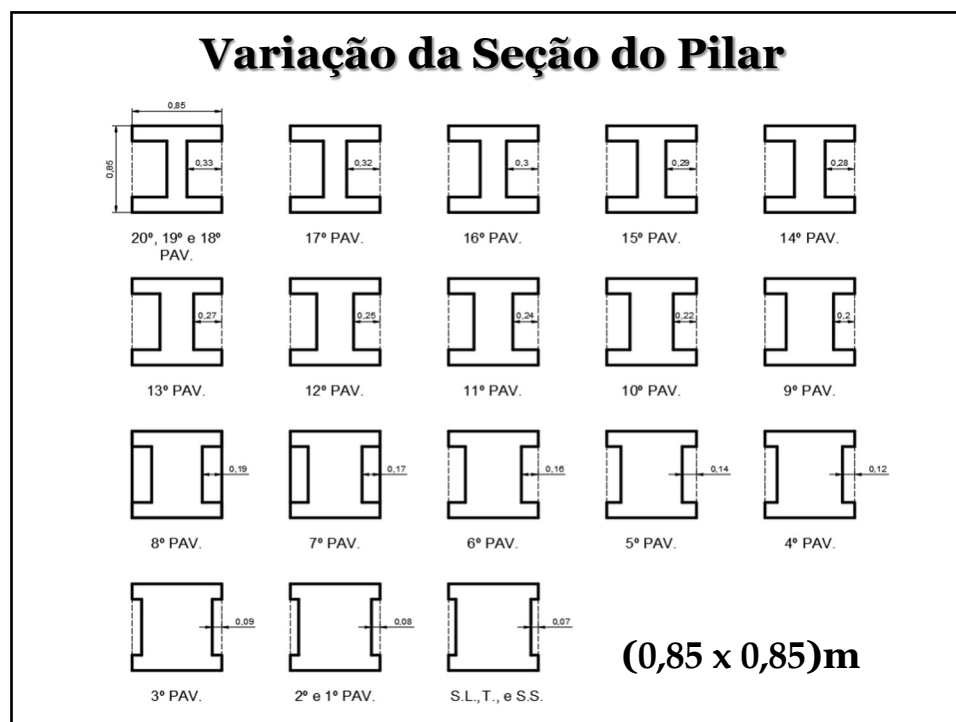 Variação da Seção do Pilar
0,85
0,85
0,33
0,32
0,3
0,29
0,28
20º, 19º e 18º
PAV.
17º PAV.
16º PAV.
15º PAV.
14º PAV.
0,27
0,25
0,24
0,22
0,2
13º PAV.
12º PAV.
11º PAV.
10º PAV.
9º PAV.
0,19
0,17
0,16
0,14
0,12
8º PAV.
7º PAV.
6º PAV.
5º PAV.
4º PAV.
0,09
0,08
0,07
3º PAV.
2º e 1º PAV.
S.L.,T., e S.S.
(0,85 x 0,85)m